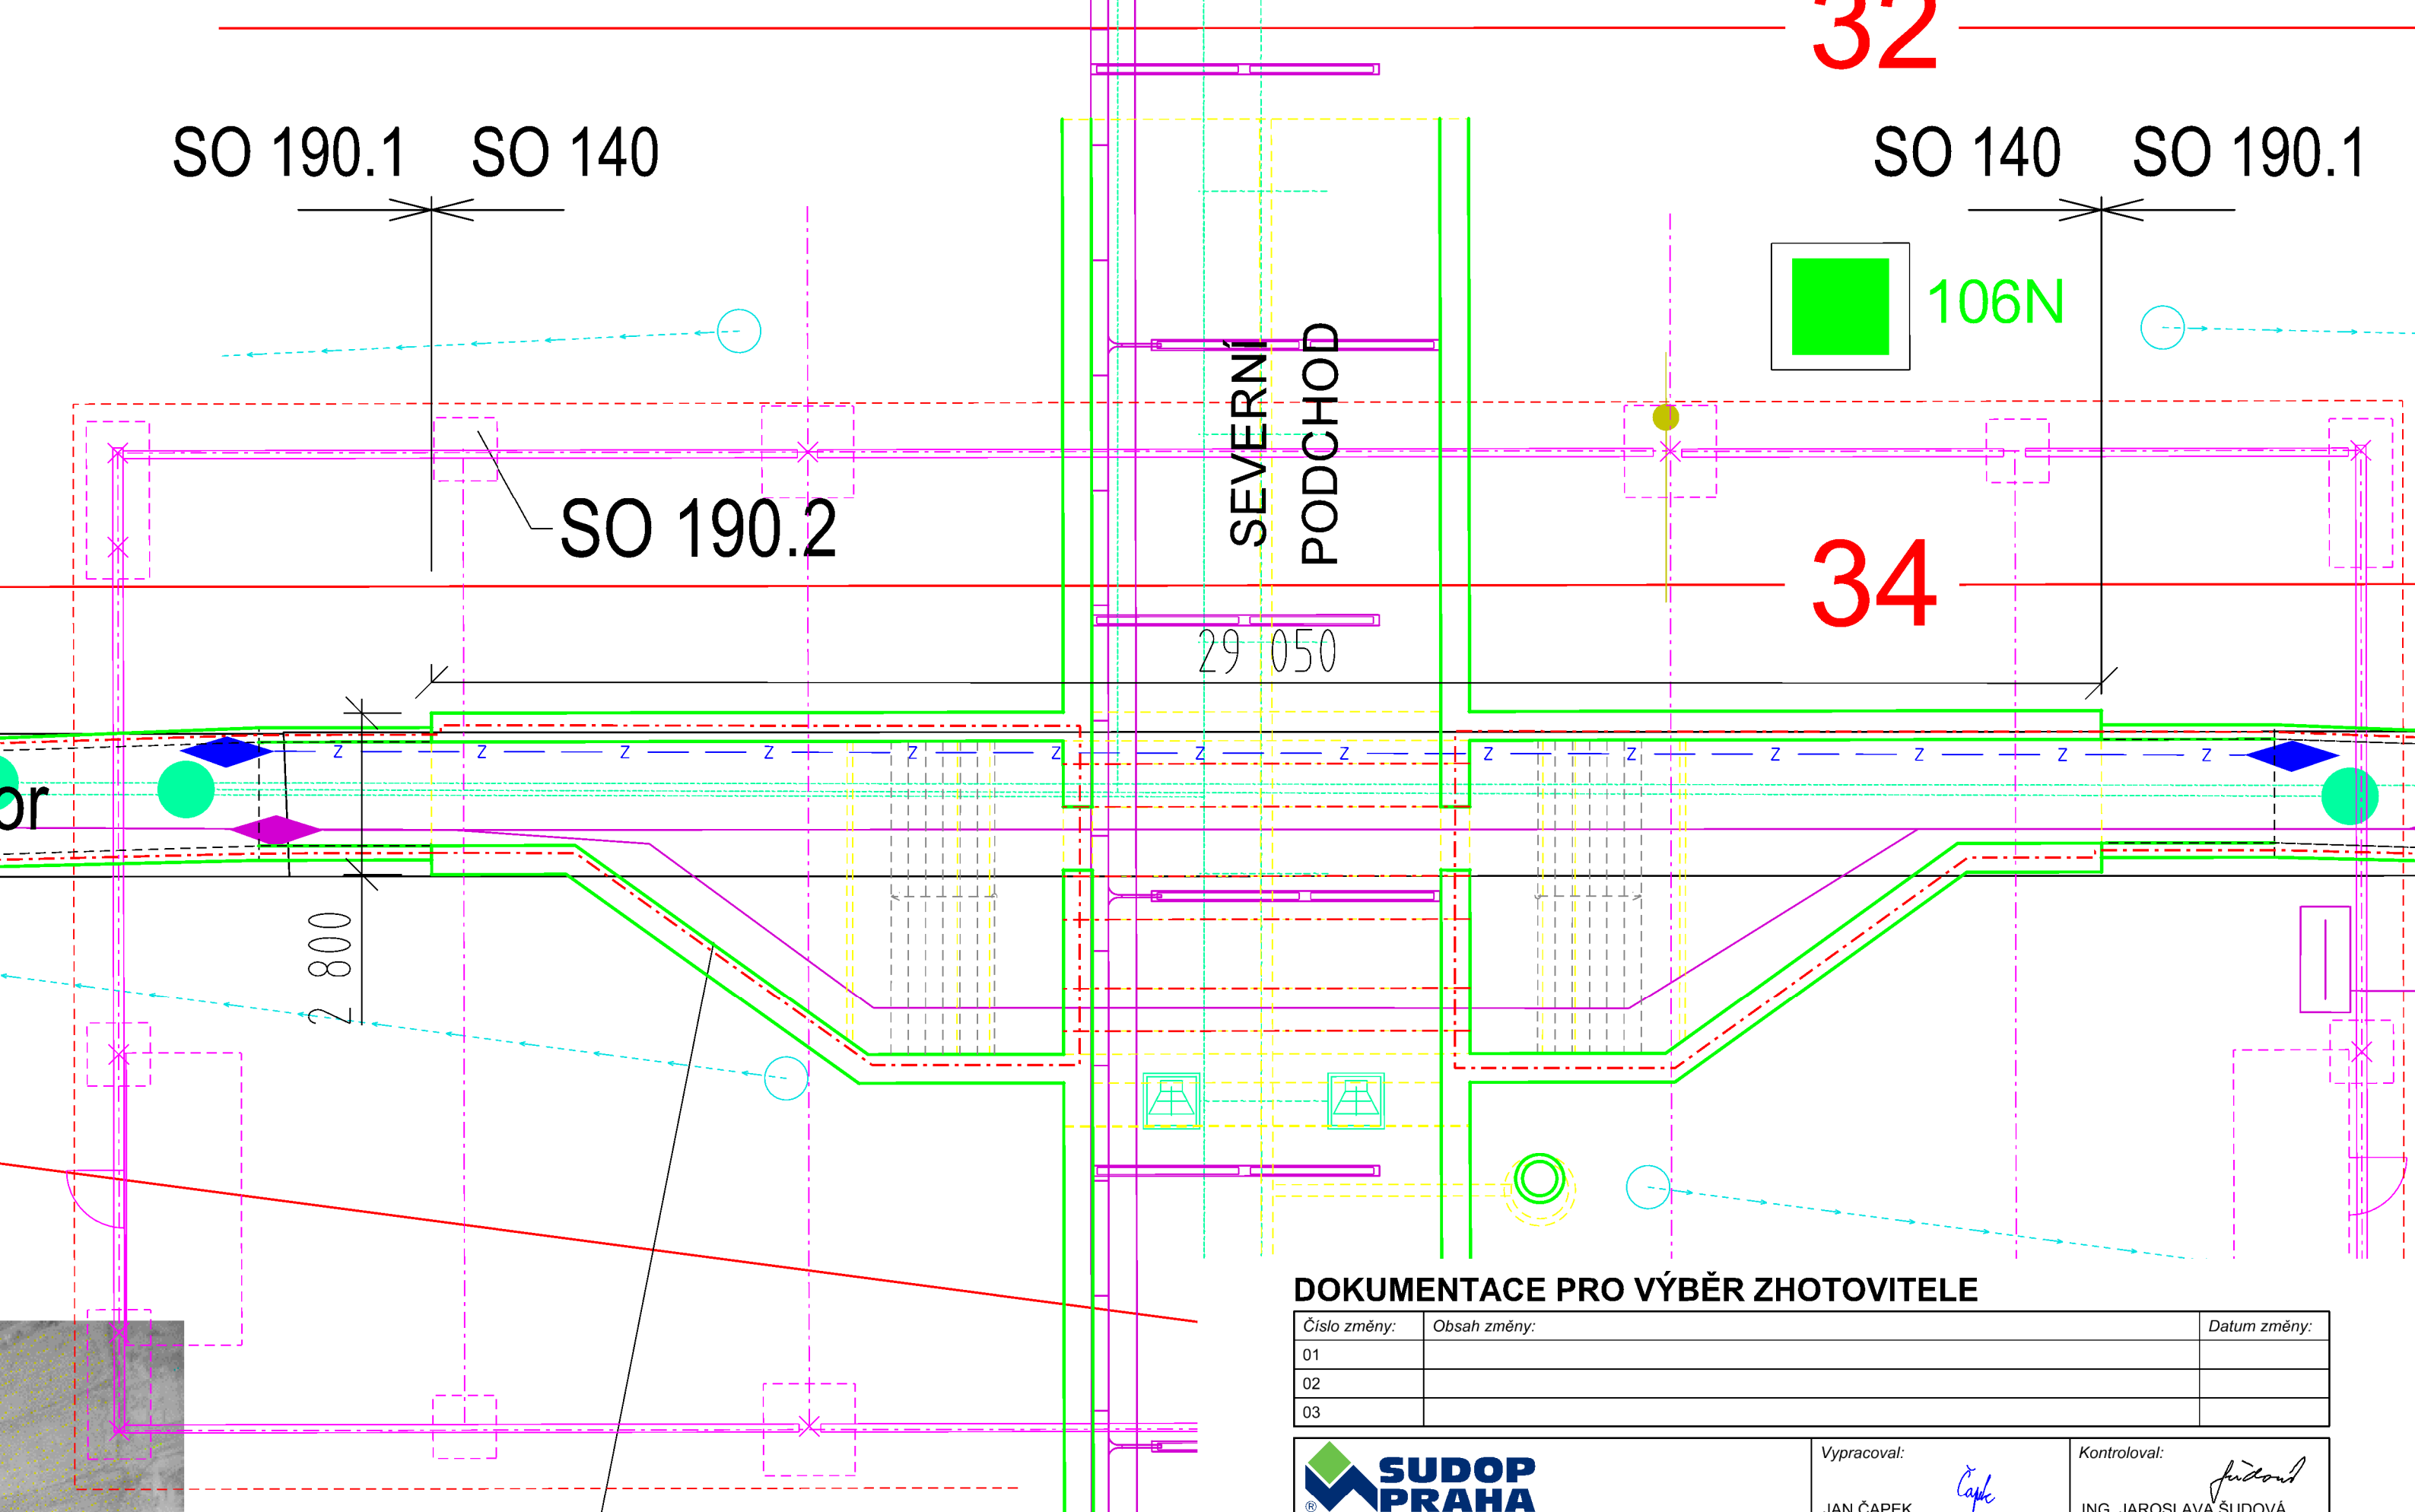 32
SO 190.1 SO 140
SO 140 SO 190.1
106N
SEVERNÍ
PODCHOD
SO 190.2
34
29 050
Z Z Z Z Z Z Z Z Z Z Z Z Z Z
or
2 800
DOKUMENTACE PRO VÝBĚR ZHOTOVITELE
Číslo změny: Obsah změny: Datum změny:
01
02
03
SUDOP
PRAHA
®
Vypracoval:
Čapek
JAN ČAPEK
Kontroloval:
Šudová
ING. JAROSLAVA ŠUDOVÁ